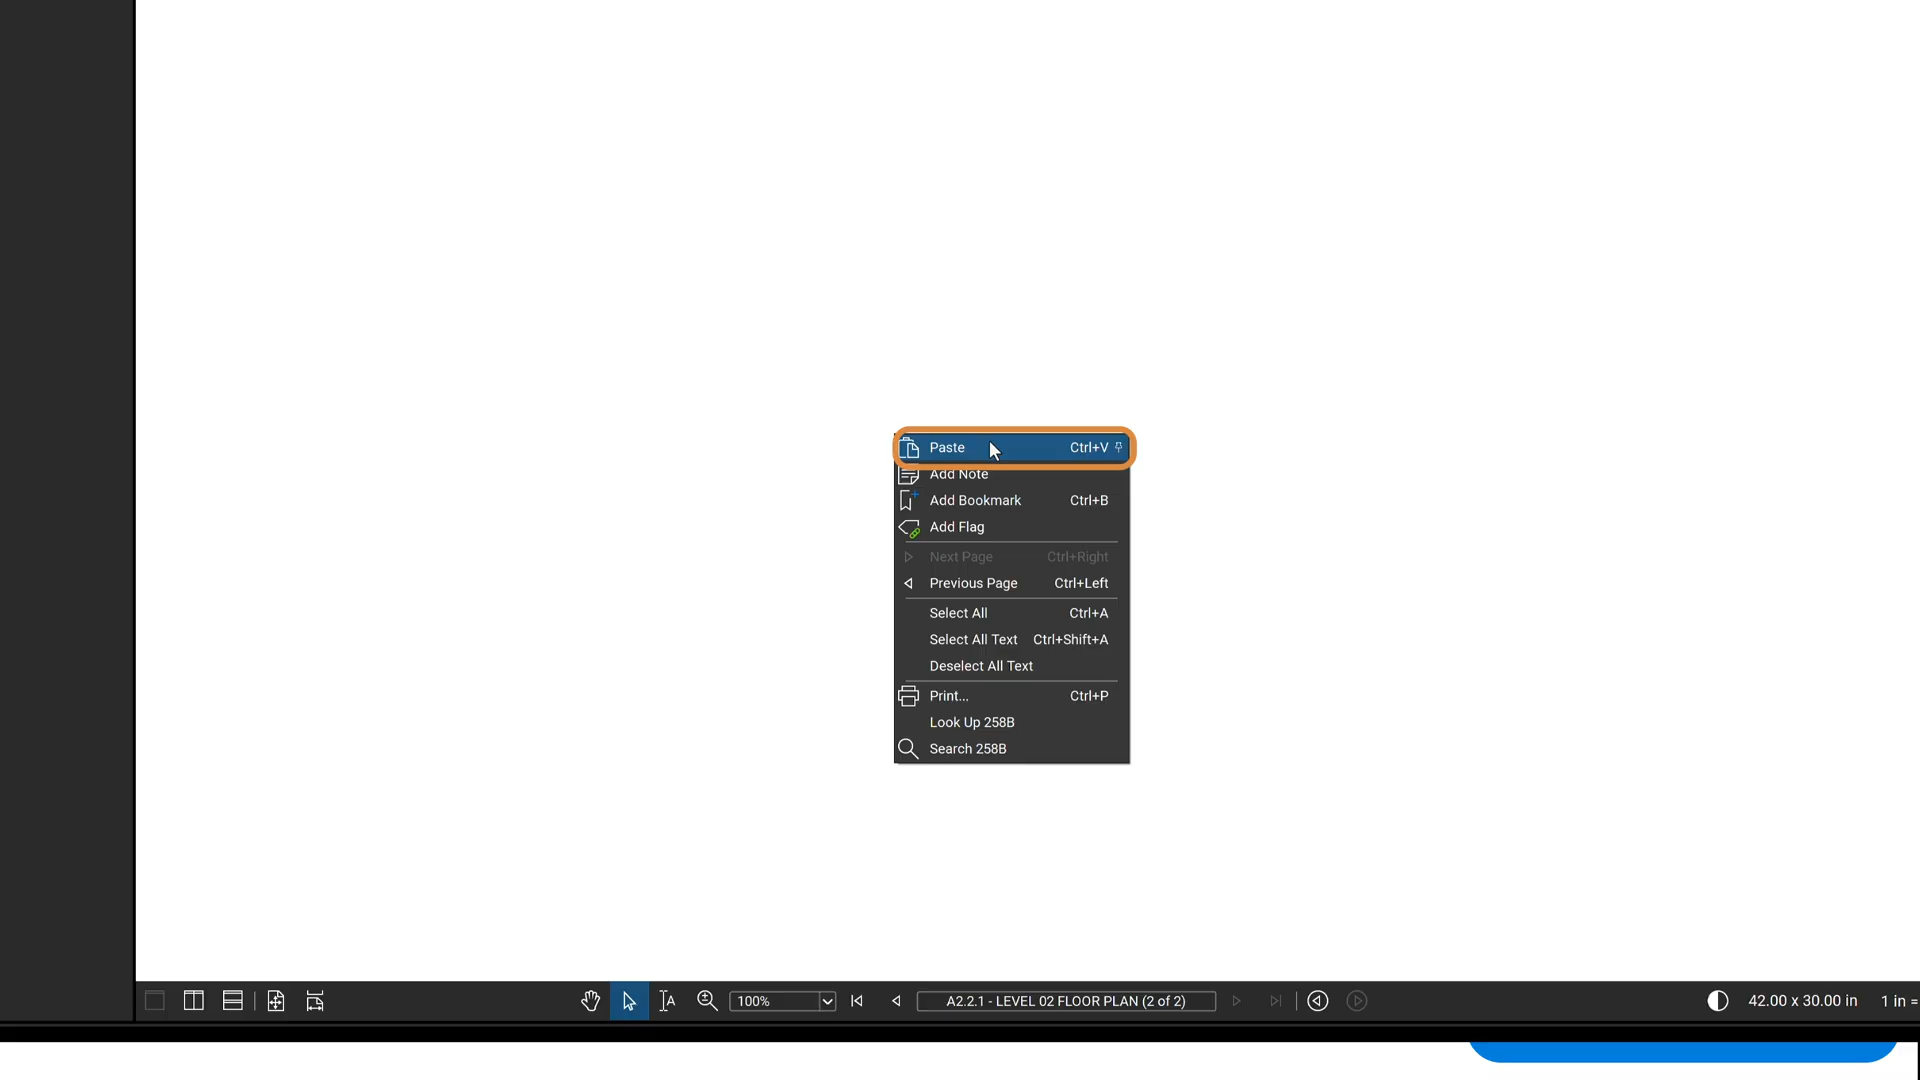 Paste Ctrl+V
Add Note
Add Bookmark Ctrl+B
Add Flag
Next Page Ctrl+Right
Previous Page Ctrl+Left
Select All Ctrl+A
Select All Text Ctrl+Shift+A
Deselect All Text
Print... Ctrl+P
Look Up 258B
Search 258B
100% A2.2.1 - LEVEL 02 FLOOR PLAN (2 of 2) 42.00 x 30.00 in 1 in =